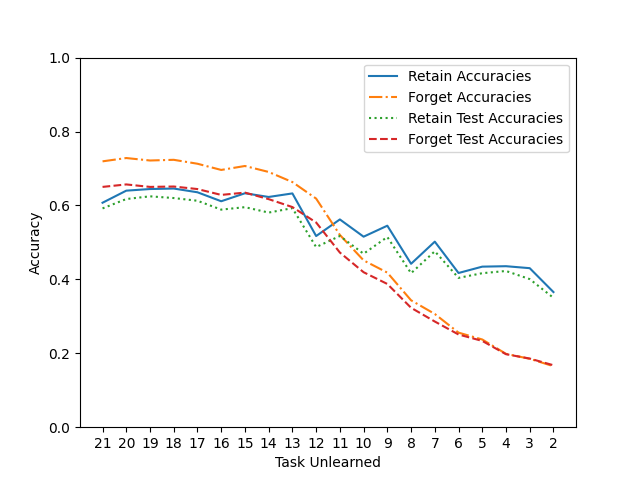 Retain Accuracies
Forget Accuracies
Retain Test Accuracies
Forget Test Accuracies
Accuracy
1.0
0.8
0.6
0.4
0.2
0.0
21 20 19 18 17 16 15 14 13 12 11 10 9 8 7 6 5 4 3 2
Task Unlearned